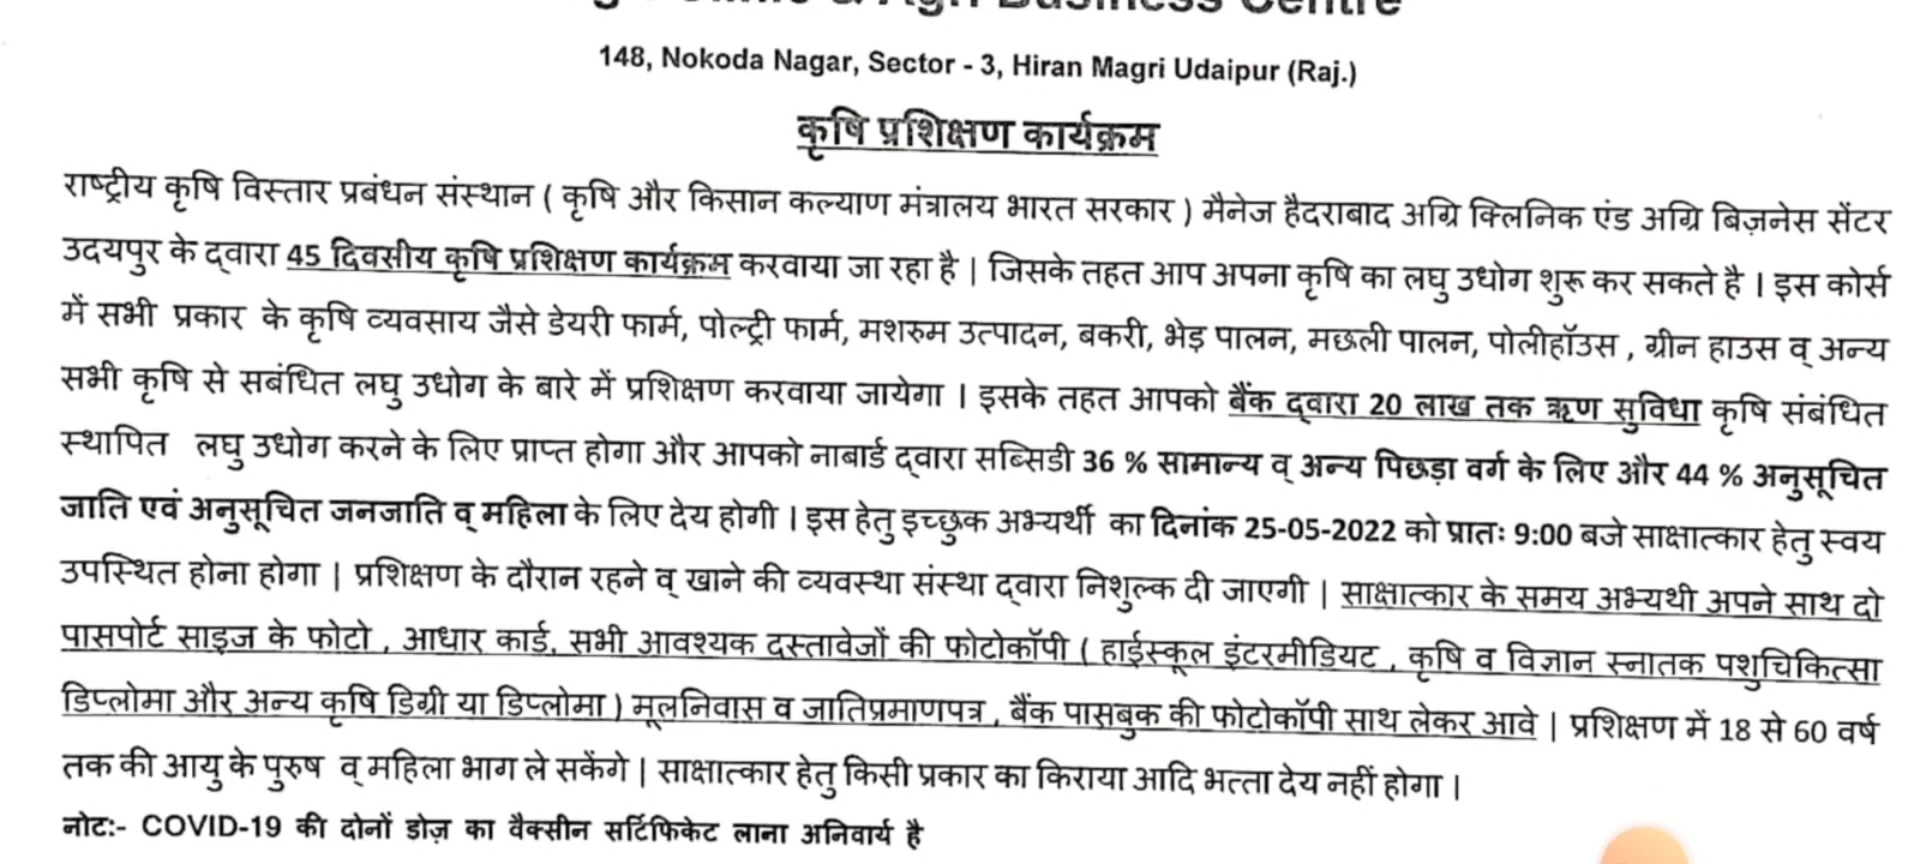 & Agri Business Centre
148, Nokoda Nagar, Sector - 3, Hiran Magri Udaipur (Raj.)
कृषि प्रशिक्षण कार्यक्रम
राष्ट्रीय कृषि विस्तार प्रबंधन संस्थान ( कृषि और किसान कल्याण मंत्रालय भारत सरकार ) मैनेज हैदराबाद अग्रि क्लिनिक एंड अग्रि बिज़नेस सेंटर
उदयपुर के द्वारा 45 दिवसीय कृषि प्रशिक्षण कार्यक्रम करवाया जा रहा है | जिसके तहत आप अपना कृषि का लघु उधोग शुरू कर सकते है । इस कोर्स
में सभी प्रकार के कृषि व्यवसाय जैसे डेयरी फार्म, पोल्ट्री फार्म, मशरुम उत्पादन, बकरी, भेड़ पालन, मछली पालन, पोलीहॉउस , ग्रीन हाउस व् अन्य
सभी कृषि से सबंधित लघु उधोग के बारे में प्रशिक्षण करवाया जायेगा । इसके तहत आपको बैंक द्वारा 20 लाख तक ऋण सुविधा कृषि संबंधित
स्थापित लघु उधोग करने के लिए प्राप्त होगा और आपको नाबार्ड द्वारा सब्सिडी 36 % सामान्य व् अन्य पिछड़ा वर्ग के लिए और 44 % अनुसूचित
जाति एवं अनुसूचित जनजाति व् महिला के लिए देय होगी । इस हेतु इच्छुक अभ्यर्थी का दिनांक 25-05-2022 को प्रातः 9:00 बजे साक्षात्कार हेतु स्वय
उपस्थित होना होगा | प्रशिक्षण के दौरान रहने व् खाने की व्यवस्था संस्था द्वारा निशुल्क दी जाएगी | साक्षात्कार के समय अभ्यथी अपने साथ दो
पासपोर्ट साइज के फोटो , आधार कार्ड, सभी आवश्यक दस्तावेजों की फोटोकॉपी ( हाईस्कूल इंटरमीडियट , कृषि व विज्ञान स्नातक पशुचिकित्सा
डिप्लोमा और अन्य कृषि डिग्री या डिप्लोमा ) मूलनिवास व जातिप्रमाणपत्र , बैंक पासबुक की फोटोकॉपी साथ लेकर आवे | प्रशिक्षण में 18 से 60 वर्ष
तक की आयु के पुरुष व् महिला भाग ले सकेंगे | साक्षात्कार हेतु किसी प्रकार का किराया आदि भत्ता देय नहीं होगा ।
नोट:- COVID-19 की दोनों डोज़ का वैक्सीन सर्टिफिकेट लाना अनिवार्य है